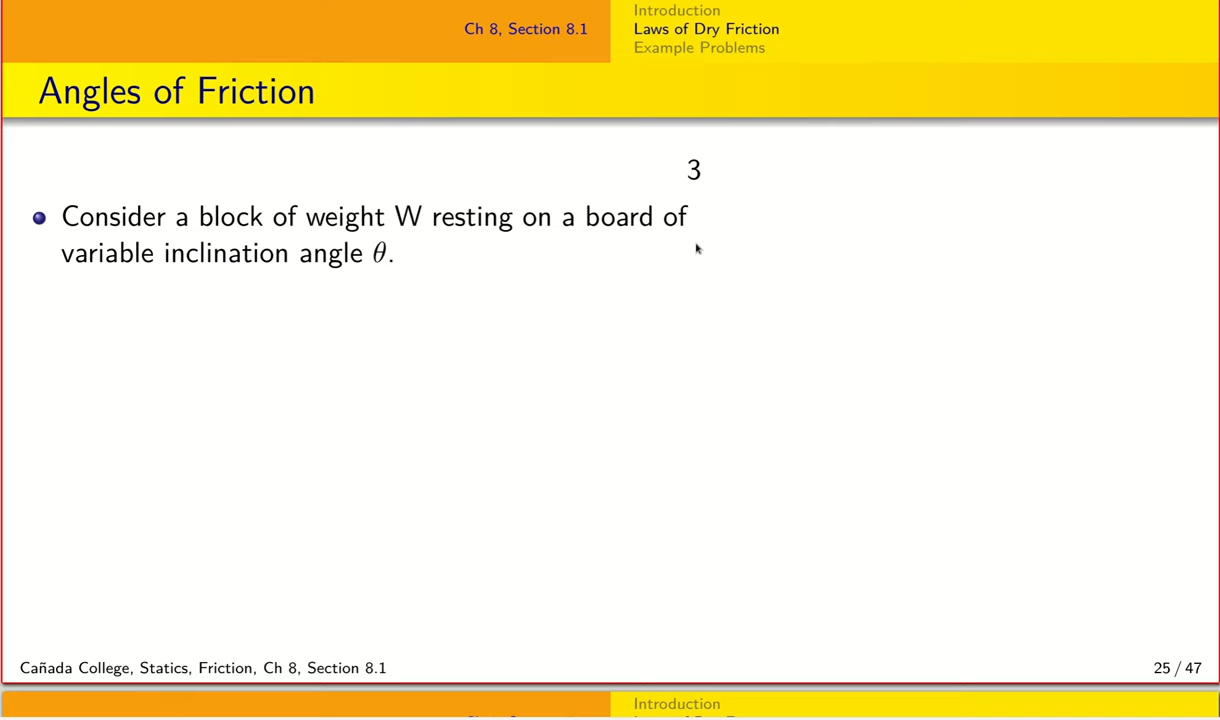 Ch 8, Section 8.1
Introduction
Laws of Dry Friction
Example Problems
Angles of Friction
3
Consider a block of weight W resting on a board of
variable inclination angle θ.
Cañada College, Statics, Friction, Ch 8, Section 8.1
25 / 47
Introduction